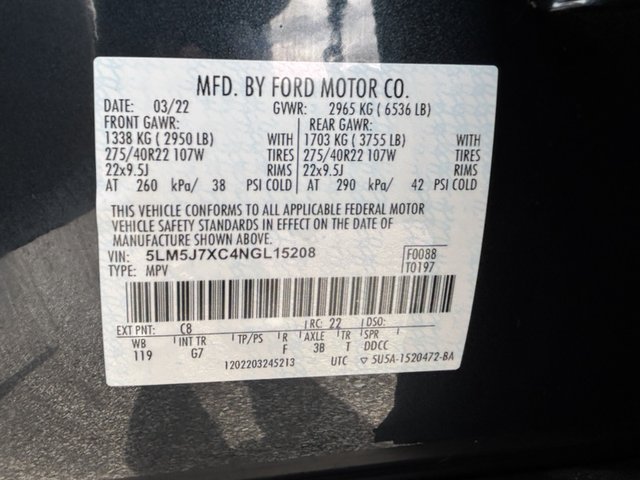 MFD. BY FORD MOTOR CO.
DATE: 03/22 GVWR: 2965 KG ( 6536 LB)
FRONT GAWR: REAR GAWR:
1338 KG ( 2950 LB) WITH 1703 KG ( 3755 LB) WITH
275/40R22 107W TIRES 275/40R22 107W TIRES
22x9.5J RIMS 22x9.5J RIMS
AT 260 kPa/ 38 PSI COLD AT 290 kPa/ 42 PSI COLD
THIS VEHICLE CONFORMS TO ALL APPLICABLE FEDERAL MOTOR
VEHICLE SAFETY STANDARDS IN EFFECT ON THE DATE OF
MANUFACTURE SHOWN ABOVE.
VIN: 5LM5J7XC4NGL15208 F0088
TYPE: MPV T0197
EXT PNT: C8 RC: 22 DSO:
WB INT TR TP/PS R AXLE TR SPR
119 G7 F 3B T DDCC
1202203245213 UTC ▽ 5U5A-1520472-BA